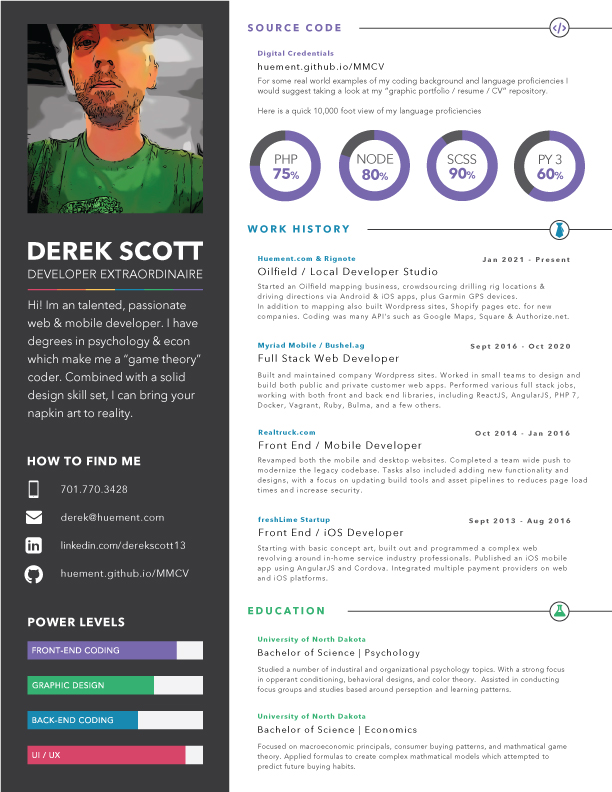 DEREK SCOTT
DEVELOPER EXTRAORDINAIRE
Hi! Im an talented, passionate
web & mobile developer. I have
degrees in psychology & econ
which make me a “game theory”
coder. Combined with a solid
design skill set, I can bring your
napkin art to reality.
HOW TO FIND ME
701.770.3428
derek@huement.com
linkedin.com/derekscott13
huement.github.io/MMCV
POWER LEVELS
FRONT-END CODING
GRAPHIC DESIGN
BACK-END CODING
UI / UX
SOURCE CODE
Digital Credentials
huement.github.io/MMCV
For some real world examples of my coding background and language proficiencies I
would suggest taking a look at my “graphic portfolio / resume / CV” repository.
Here is a quick 10,000 foot view of my language proficiencies
PHP
75%
NODE
80%
SCSS
90%
PY 3
60%
WORK HISTORY
Huement.com & Rignote Jan 2021 - Present
Oilfield / Local Developer Studio
Started an Oilfield mapping business, crowdsourcing drilling rig locations &
driving directions via Android & iOS apps, plus Garmin GPS devices.
In addition to mapping also built Wordpress sites, Shopify pages etc. for new
companies. Coding was many API's such as Google Maps, Square & Authorize.net.
Myriad Mobile / Bushel.ag Sept 2016 - Oct 2020
Full Stack Web Developer
Built and maintained company Wordpress sites. Worked in small teams to design and
build both public and private customer web apps. Performed various full stack jobs,
working with both front and back end libraries, including ReactJS, AngularJS, PHP 7,
Docker, Vagrant, Ruby, Bulma, and a few others.
Realtruck.com Oct 2014 - Jan 2016
Front End / Mobile Developer
Revamped both the mobile and desktop websites. Completed a team wide push to
modernize the legacy codebase. Tasks also included adding new functionality and
designs, with a focus on updating build tools and asset pipelines to reduces page load
times and increase security.
freshLime Startup Sept 2013 - Aug 2016
Front End / iOS Developer
Starting with basic concept art, built out and programmed a complex web
revolving around in-home service industry professionals. Published an iOS mobile
app using AngularJS and Cordova. Integrated multiple payment providers on web
and iOS platforms.
EDUCATION
University of North Dakota
Bachelor of Science | Psychology
Studied a number of industiral and organizational psychology topics. With a strong focus
in opperant conditioning, behavioral designs, and color theory.  Assisted in conducting
focus groups and studies based around perseption and learning patterns.
University of North Dakota
Bachelor of Science | Economics
Focused on macroeconomic principals, consumer buying patterns, and mathmatical game
theory. Applied formulas to create complex mathmatical models which attempted to
predict future buying habits.